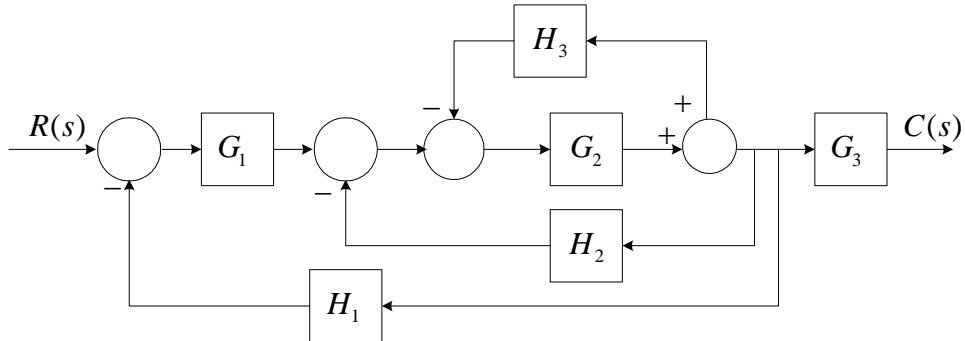 H₃
−
+
R(s)
G₁
+
G₂
G₃
C(s)
−
−
H₂
H₁